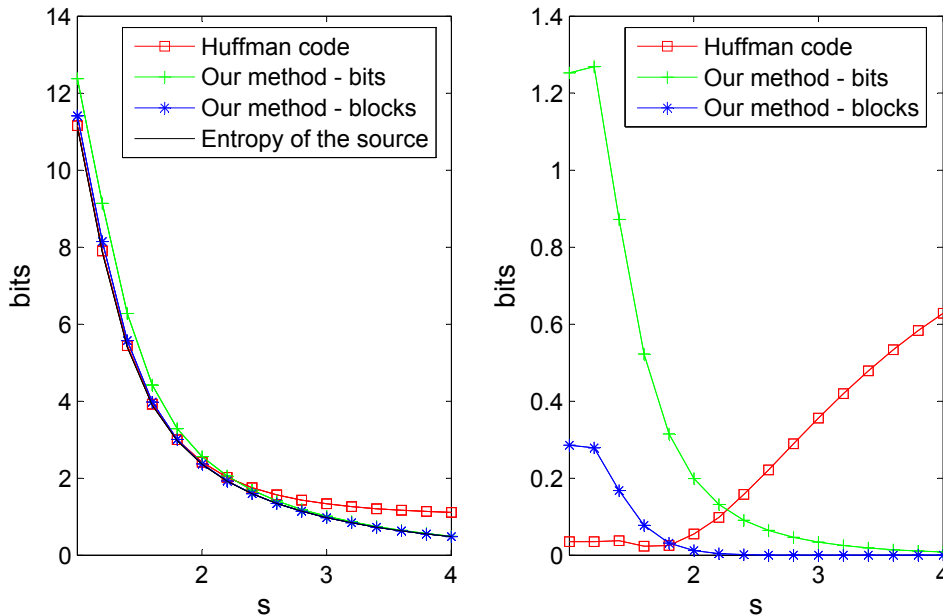 Huffman code
Our method - bits
Our method - blocks
Entropy of the source
bits
12
10
8
6
4
2
0
2
3
4
s
Huffman code
Our method - bits
Our method - blocks
bits
1.4
1.2
1
0.8
0.6
0.4
0.2
0
2
3
4
s